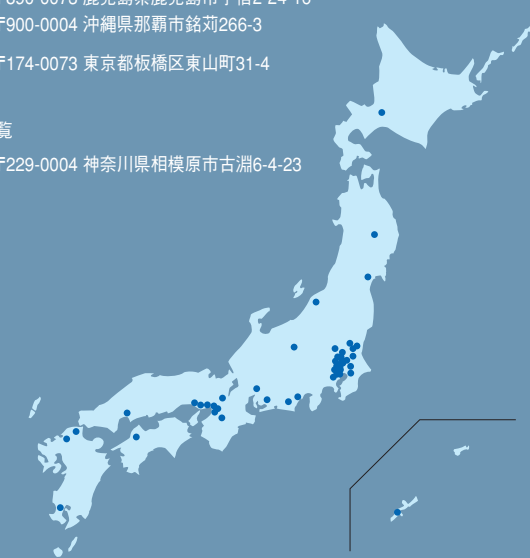 〒900-0004 沖縄県那覇市銘苅266-3
〒174-0073 東京都板橋区東山町31-4
覧
〒229-0004 神奈川県相模原市古淵6-4-23